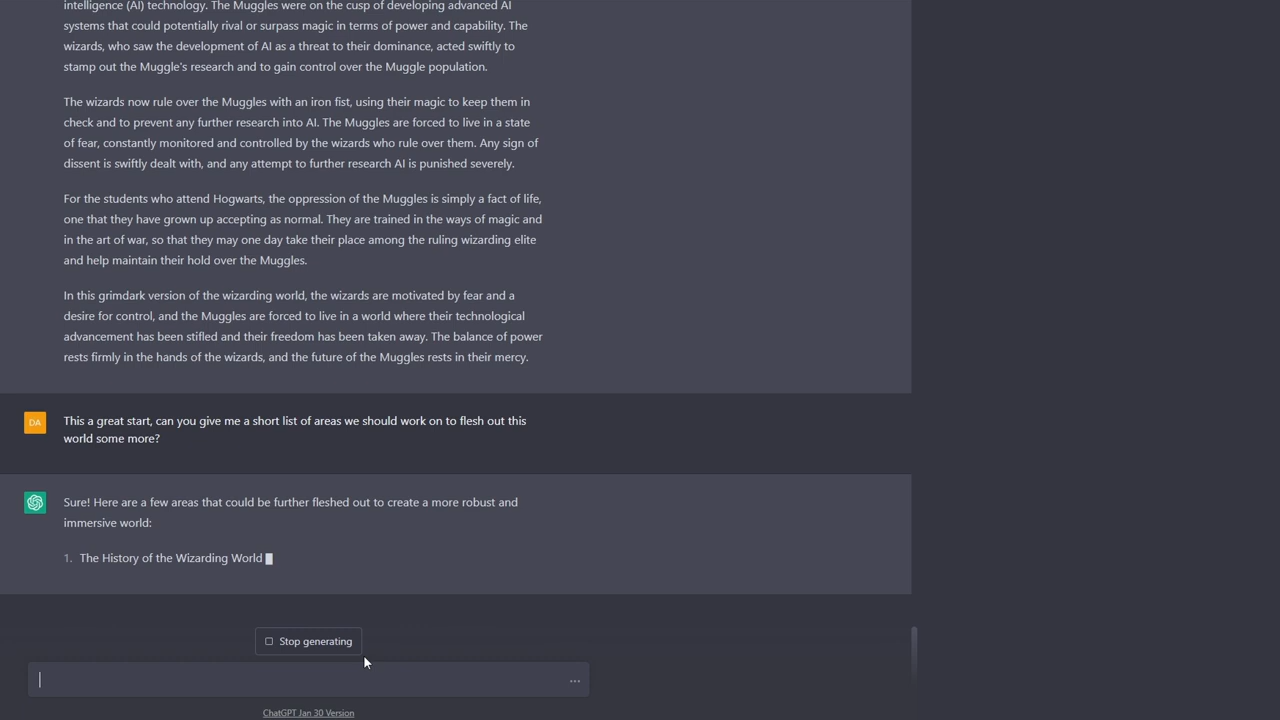 intelligence (AI) technology. The Muggles were on the cusp of developing advanced AI
systems that could potentially rival or surpass magic in terms of power and capability. The
wizards, who saw the development of AI as a threat to their dominance, acted swiftly to
stamp out the Muggle's research and to gain control over the Muggle population.
The wizards now rule over the Muggles with an iron fist, using their magic to keep them in
check and to prevent any further research into AI. The Muggles are forced to live in a state
of fear, constantly monitored and controlled by the wizards who rule over them. Any sign of
dissent is swiftly dealt with, and any attempt to further research AI is punished severely.
For the students who attend Hogwarts, the oppression of the Muggles is simply a fact of life,
one that they have grown up accepting as normal. They are trained in the ways of magic and
in the art of war, so that they may one day take their place among the ruling wizarding elite
and help maintain their hold over the Muggles.
In this grimdark version of the wizarding world, the wizards are motivated by fear and a
desire for control, and the Muggles are forced to live in a world where their technological
advancement has been stifled and their freedom has been taken away. The balance of power
rests firmly in the hands of the wizards, and the future of the Muggles rests in their mercy.
DA
This a great start, can you give me a short list of areas we should work on to flesh out this
world some more?
Sure! Here are a few areas that could be further fleshed out to create a more robust and
immersive world:
1. The History of the Wizarding World
Stop generating
ChatGPT Jan 30 Version